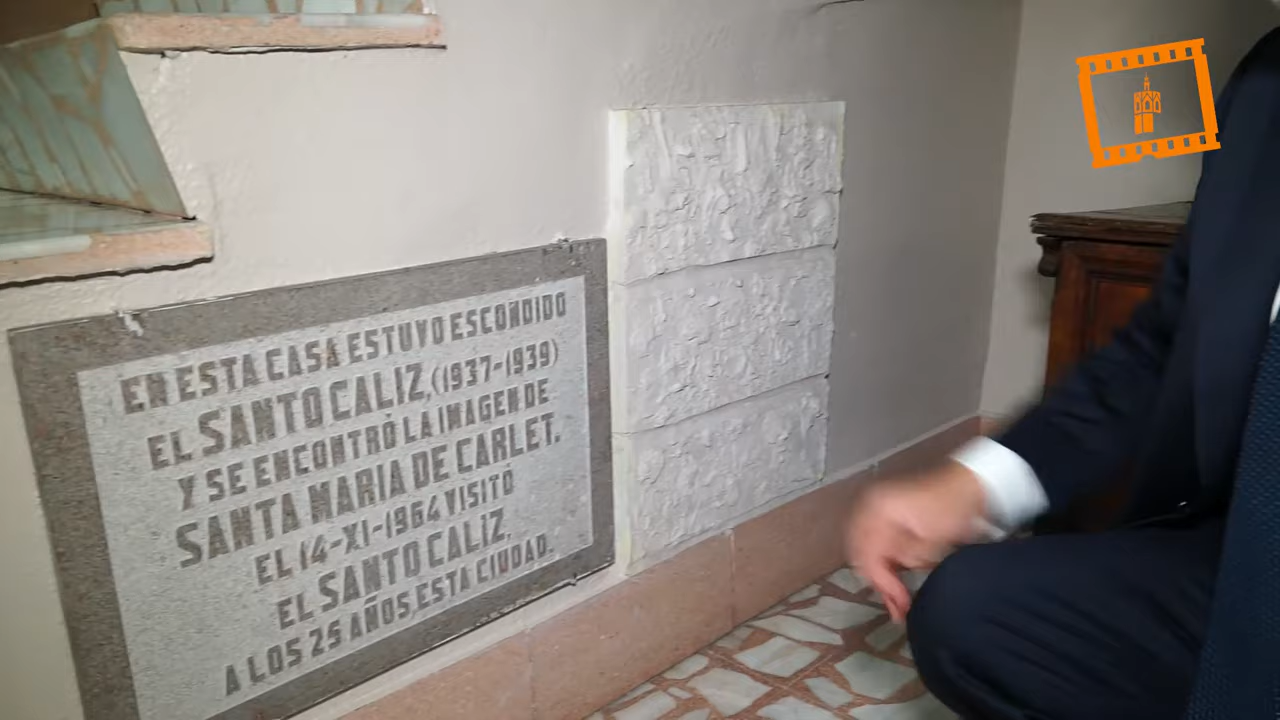 EN ESTA CASA ESTUVO ESCONDIDO
EL SANTO CALIZ, (1937-1939)
Y SE ENCONTRÓ LA IMAGEN DE
SANTA MARIA DE CARLET.
EL 14-XI-1964 VISITÓ
EL SANTO CALIZ,
A LOS 25 AÑOS, ESTA CIUDAD.